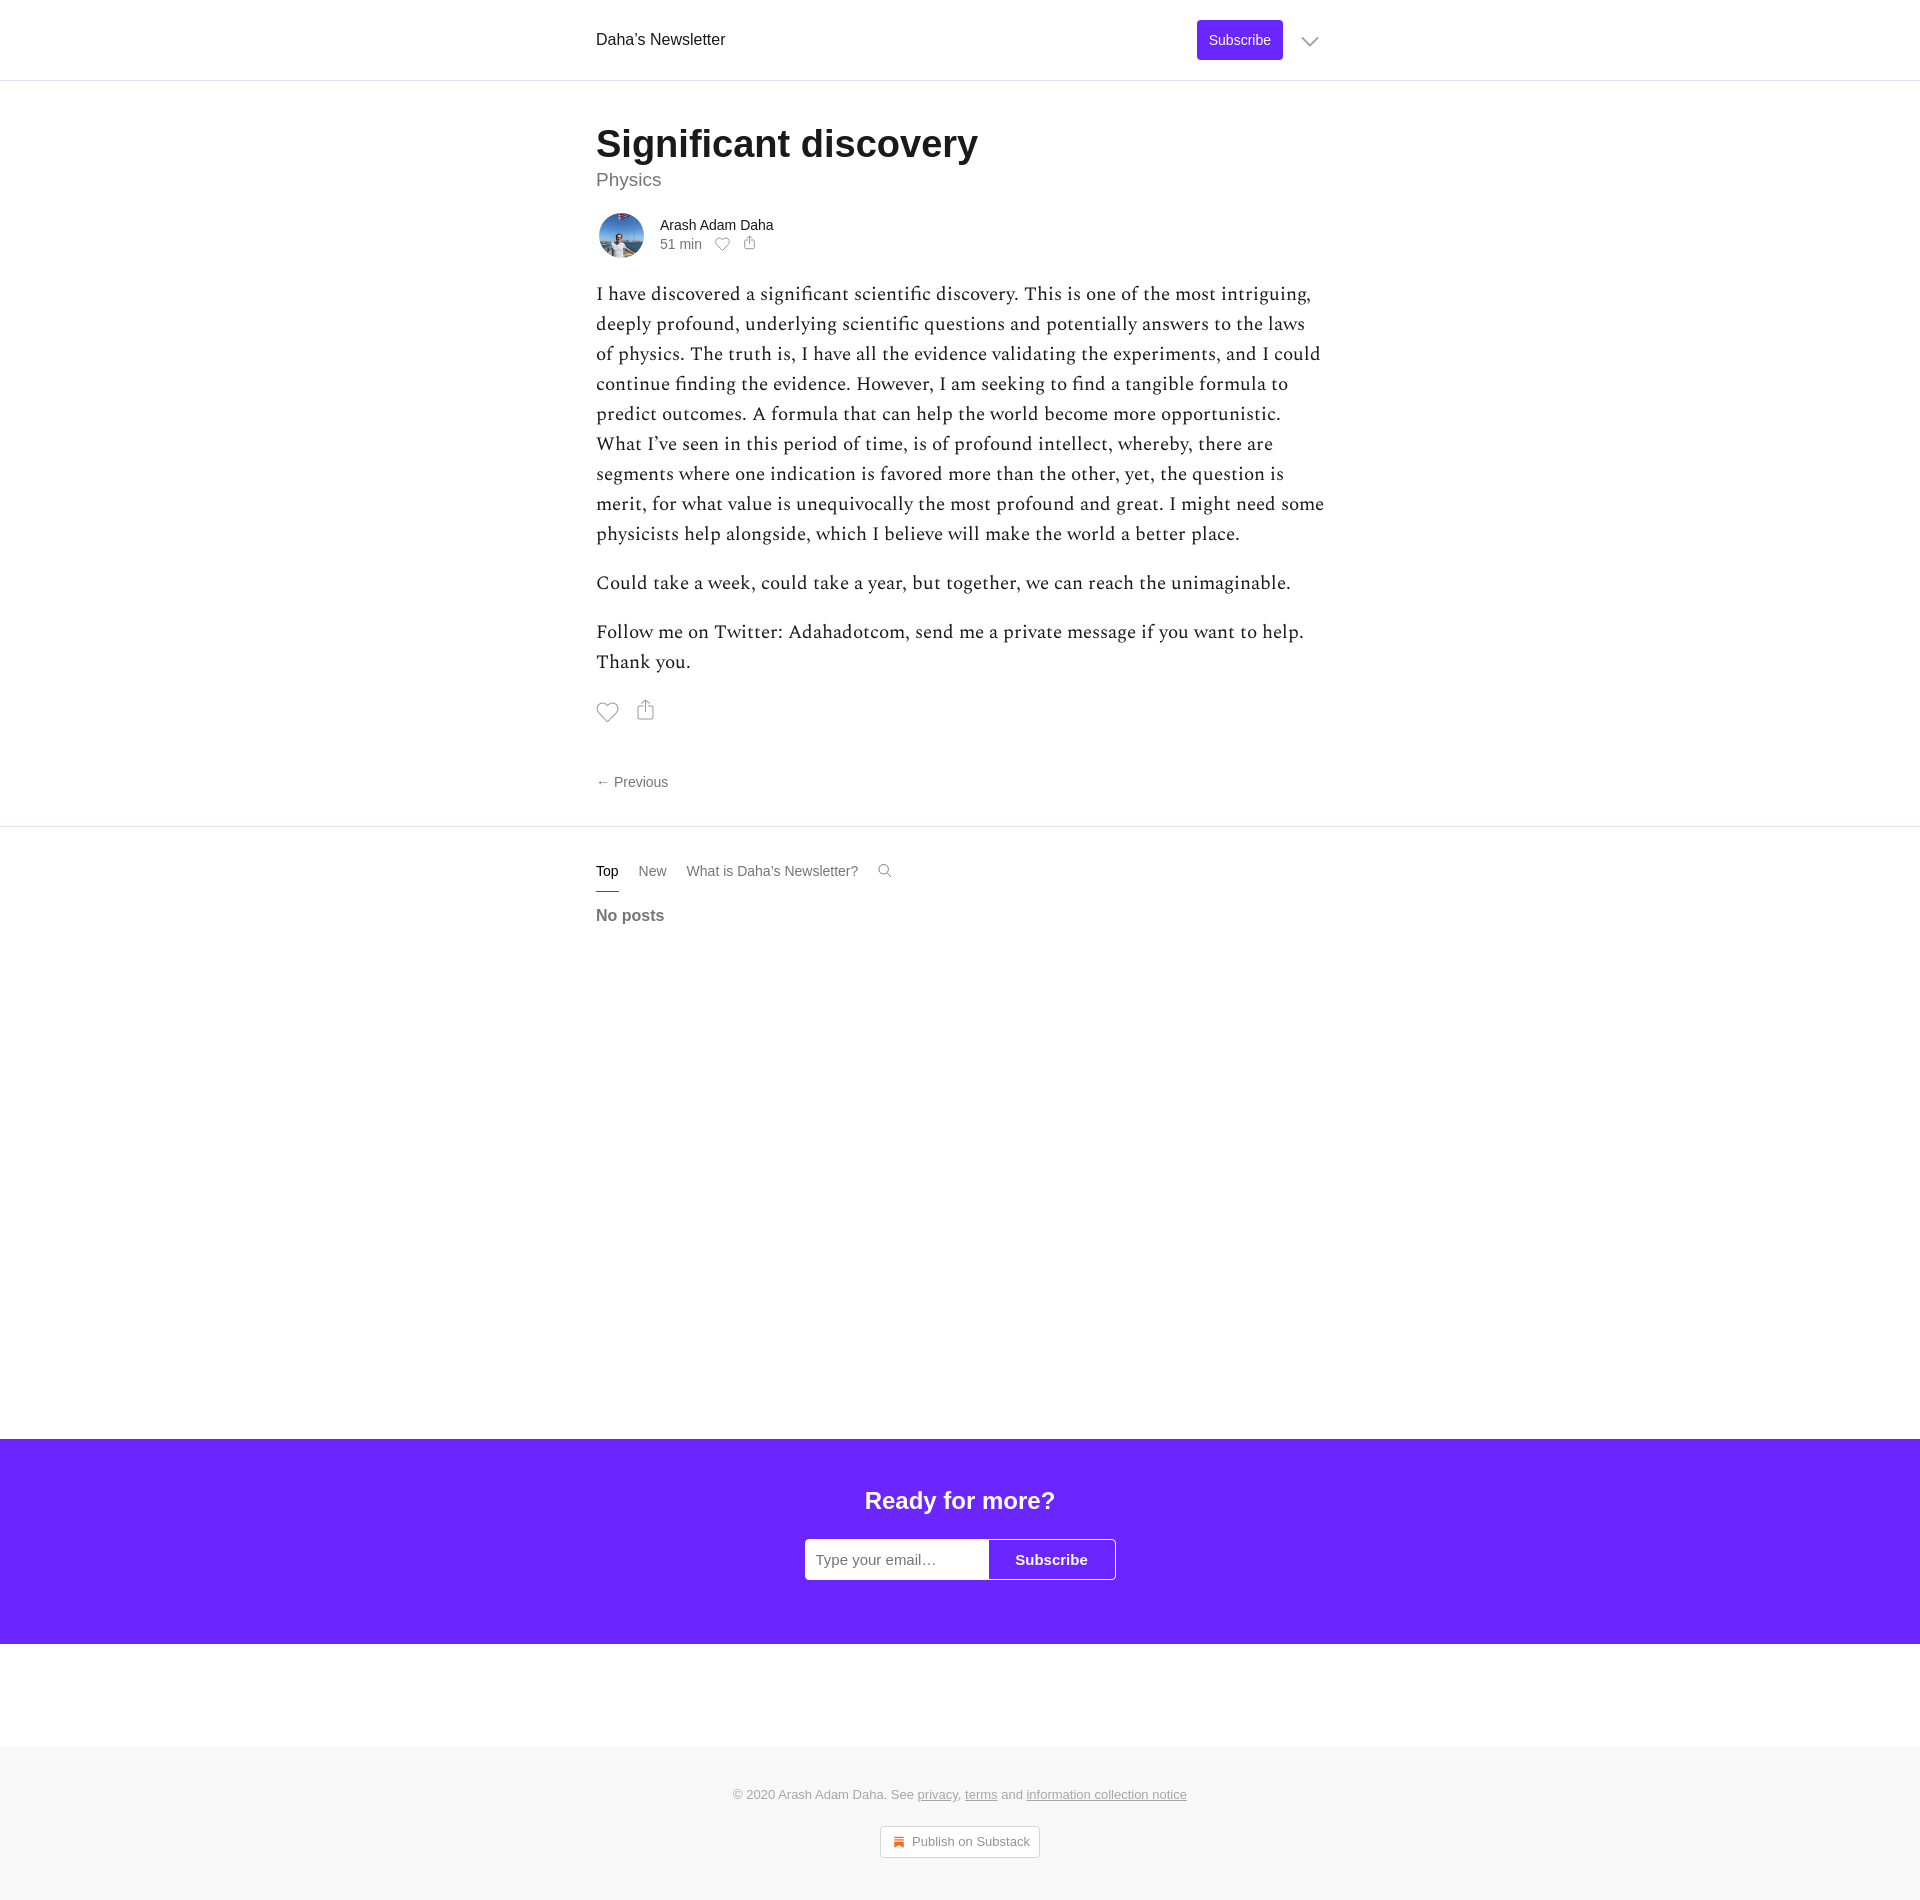 Daha’s Newsletter
Subscribe
Significant discovery
Physics
Arash Adam Daha
51 min
I have discovered a significant scientific discovery. This is one of the most intriguing,
deeply profound, underlying scientific questions and potentially answers to the laws
of physics. The truth is, I have all the evidence validating the experiments, and I could
continue finding the evidence. However, I am seeking to find a tangible formula to
predict outcomes. A formula that can help the world become more opportunistic.
What I’ve seen in this period of time, is of profound intellect, whereby, there are
segments where one indication is favored more than the other, yet, the question is
merit, for what value is unequivocally the most profound and great. I might need some
physicists help alongside, which I believe will make the world a better place.
Could take a week, could take a year, but together, we can reach the unimaginable.
Follow me on Twitter: Adahadotcom, send me a private message if you want to help.
Thank you.
← Previous
Top New What is Daha’s Newsletter?
No posts
Ready for more?
Type your email… Subscribe
© 2020 Arash Adam Daha. See privacy, terms and information collection notice
Publish on Substack